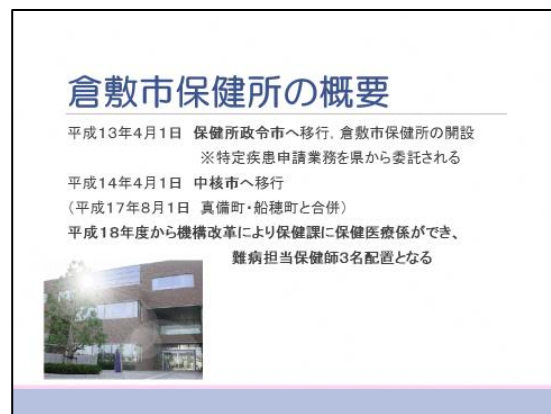 倉敷市保健所の概要
平成13年4月1日 保健所政令市へ移行，倉敷市保健所の開設
※特定疾患申請業務を県から委託される
平成14年4月1日 中核市へ移行
（平成17年8月1日 真備町・船穂町と合併）
平成18年度から機構改革により保健課に保健医療係ができ、
難病担当保健師3名配置となる